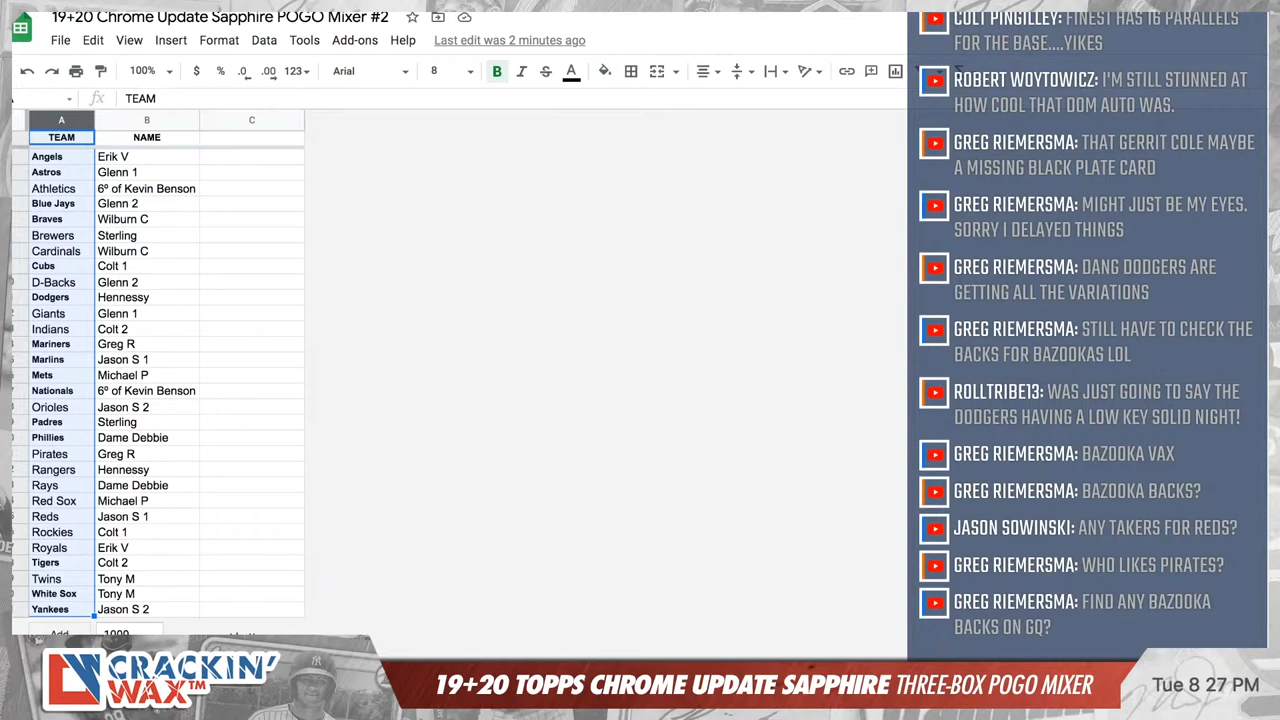 19+20 Chrome Update Sapphire POGO Mixer #2
File Edit View Insert Format Data Tools Add-ons Help Last edit was 2 minutes ago
100% $ % .0 .00 123 Arial 8 B I S A
fx TEAM
A B C
TEAM NAME
Angels Erik V
Astros Glenn 1
Athletics 6º of Kevin Benson
Blue Jays Glenn 2
Braves Wilburn C
Brewers Sterling
Cardinals Wilburn C
Cubs Colt 1
D-Backs Glenn 2
Dodgers Hennessy
Giants Glenn 1
Indians Colt 2
Mariners Greg R
Marlins Jason S 1
Mets Michael P
Nationals 6º of Kevin Benson
Orioles Jason S 2
Padres Sterling
Phillies Dame Debbie
Pirates Greg R
Rangers Hennessy
Rays Dame Debbie
Red Sox Michael P
Reds Jason S 1
Rockies Colt 1
Royals Erik V
Tigers Colt 2
Twins Tony M
White Sox Tony M
Yankees Jason S 2
Add 1000
COLT PINGILLEY: FINEST HAS 16 PARALLELS
FOR THE BASE....YIKES
ROBERT WOYTOWICZ: I'M STILL STUNNED AT
HOW COOL THAT DOM AUTO WAS.
GREG RIEMERSMA: THAT GERRIT COLE MAYBE
A MISSING BLACK PLATE CARD
GREG RIEMERSMA: MIGHT JUST BE MY EYES.
SORRY I DELAYED THINGS
GREG RIEMERSMA: DANG DODGERS ARE
GETTING ALL THE VARIATIONS
GREG RIEMERSMA: STILL HAVE TO CHECK THE
BACKS FOR BAZOOKAS LOL
ROLLTRIBE13: WAS JUST GOING TO SAY THE
DODGERS HAVING A LOW KEY SOLID NIGHT!
GREG RIEMERSMA: BAZOOKA VAX
GREG RIEMERSMA: BAZOOKA BACKS?
JASON SOWINSKI: ANY TAKERS FOR REDS?
GREG RIEMERSMA: WHO LIKES PIRATES?
GREG RIEMERSMA: FIND ANY BAZOOKA
BACKS ON GQ?
CRACKIN'
WAX™
19+20 TOPPS CHROME UPDATE SAPPHIRE THREE-BOX POGO MIXER
Tue 8 27 PM